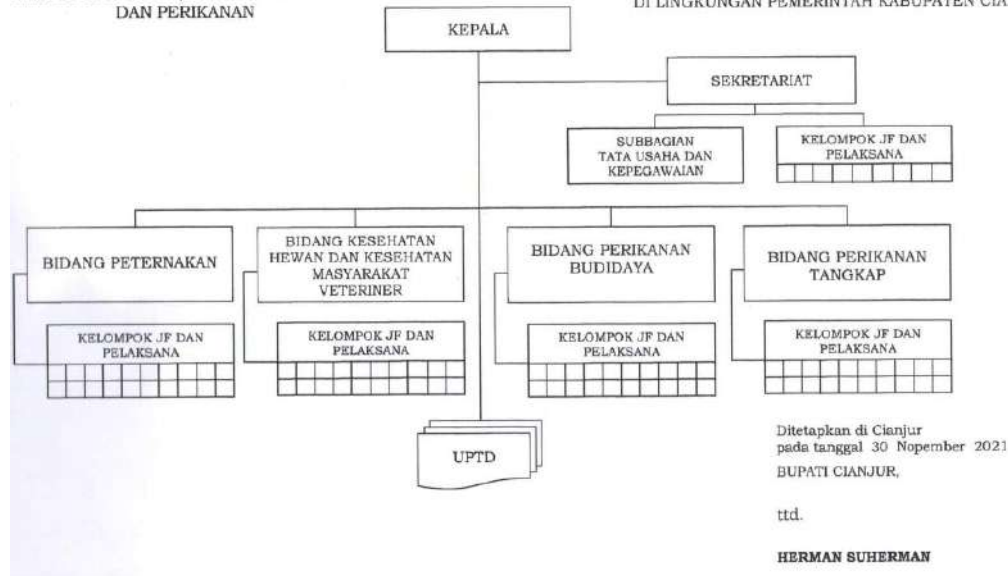 DAN PERIKANAN
DI LINGKUNGAN PEMERINTAH KABUPATEN
KEPALA
SEKRETARIAT
SUBBAGIAN
TATA USAHA DAN
KEPEGAWAIAN
KELOMPOK JF DAN
PELAKSANA
BIDANG PETERNAKAN
BIDANG KESEHATAN
HEWAN DAN KESEHATAN
MASYARAKAT
VETERINER
BIDANG PERIKANAN
BUDIDAYA
BIDANG PERIKANAN
TANGKAP
KELOMPOK JF DAN
PELAKSANA
KELOMPOK JF DAN
PELAKSANA
KELOMPOK JF DAN
PELAKSANA
KELOMPOK JF DAN
PELAKSANA
UPTD
Ditetapkan di Cianjur
pada tanggal 30 Nopember 2021
BUPATI CIANJUR,
ttd.
HERMAN SUHERMAN